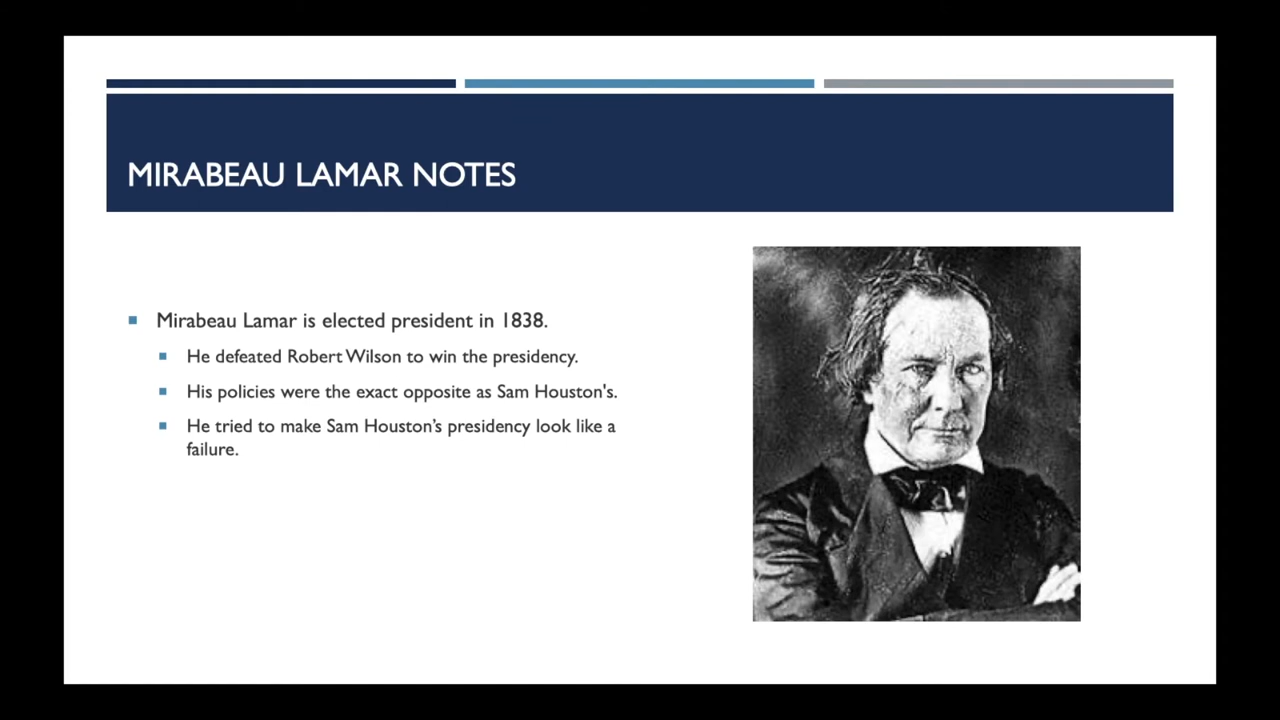 MIRABEAU LAMAR NOTES
Mirabeau Lamar is elected president in 1838.
He defeated Robert Wilson to win the presidency.
His policies were the exact opposite as Sam Houston's.
He tried to make Sam Houston’s presidency look like a
failure.